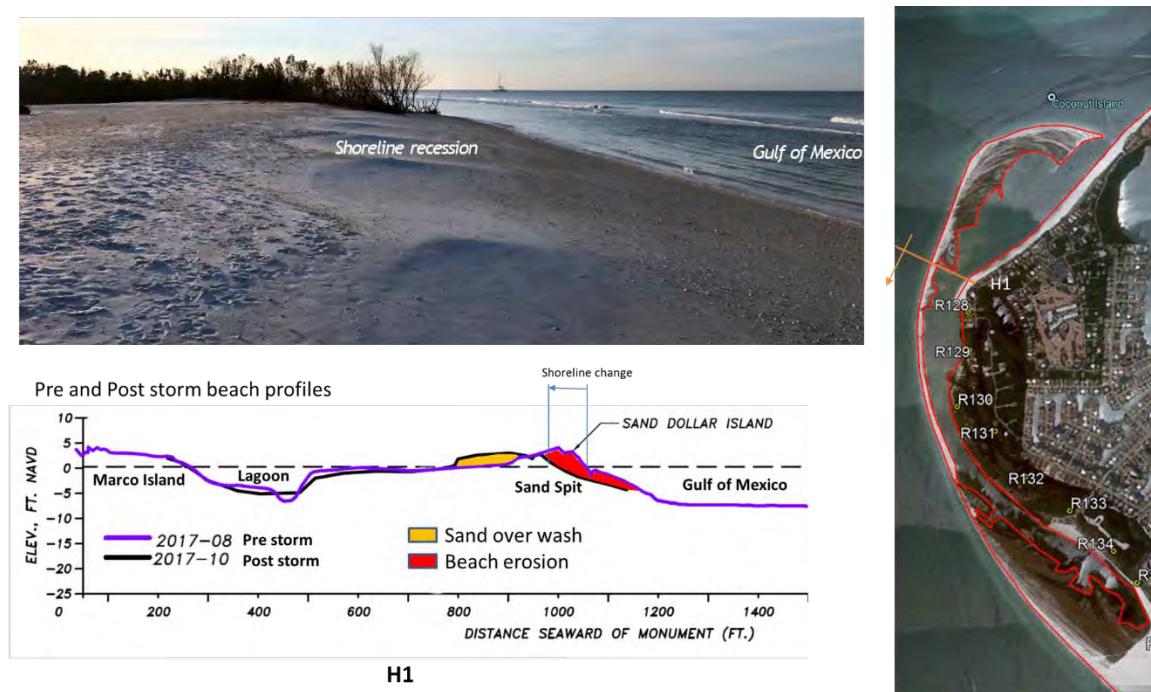 Shoreline recession
Gulf of Mexico
Coconut Island
H1
R128
R129
R130
R131
R132
R133
R134
R
Pre and Post storm beach profiles
Shoreline change
SAND DOLLAR ISLAND
ELEV., FT. NAVD
10
5
0
-5
-10
-15
-20
-25
Marco Island
Lagoon
Sand Spit
Gulf of Mexico
2017-08 Pre storm
2017-10 Post storm
Sand over wash
Beach erosion
0 200 400 600 800 1000 1200 1400
DISTANCE SEAWARD OF MONUMENT (FT.)
H1